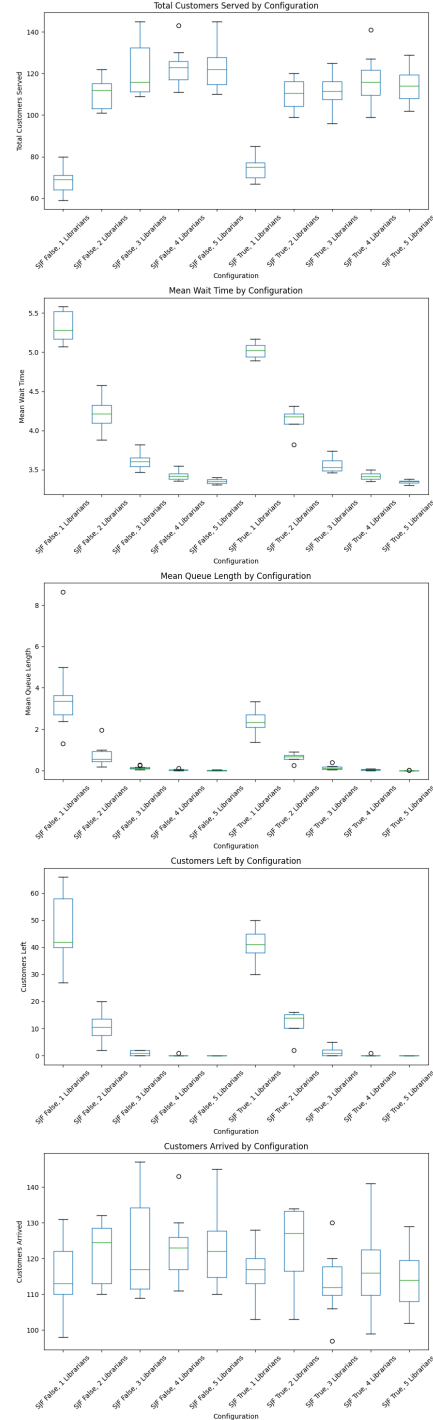 Total Customers Served by Configuration
Total Customers Served
140
120
100
80
60
SJF False, 1 Librarians
SJF False, 2 Librarians
SJF False, 3 Librarians
SJF False, 4 Librarians
SJF False, 5 Librarians
SJF True, 1 Librarians
SJF True, 2 Librarians
SJF True, 3 Librarians
SJF True, 4 Librarians
SJF True, 5 Librarians
Configuration
Mean Wait Time by Configuration
Mean Wait Time
5.5
5.0
4.5
4.0
3.5
SJF False, 1 Librarians
SJF False, 2 Librarians
SJF False, 3 Librarians
SJF False, 4 Librarians
SJF False, 5 Librarians
SJF True, 1 Librarians
SJF True, 2 Librarians
SJF True, 3 Librarians
SJF True, 4 Librarians
SJF True, 5 Librarians
Configuration
Mean Queue Length by Configuration
Mean Queue Length
8
6
4
2
0
SJF False, 1 Librarians
SJF False, 2 Librarians
SJF False, 3 Librarians
SJF False, 4 Librarians
SJF False, 5 Librarians
SJF True, 1 Librarians
SJF True, 2 Librarians
SJF True, 3 Librarians
SJF True, 4 Librarians
SJF True, 5 Librarians
Configuration
Customers Left by Configuration
Customers Left
60
50
40
30
20
10
0
SJF False, 1 Librarians
SJF False, 2 Librarians
SJF False, 3 Librarians
SJF False, 4 Librarians
SJF False, 5 Librarians
SJF True, 1 Librarians
SJF True, 2 Librarians
SJF True, 3 Librarians
SJF True, 4 Librarians
SJF True, 5 Librarians
Configuration
Customers Arrived by Configuration
Customers Arrived
140
130
120
110
100
SJF False, 1 Librarians
SJF False, 2 Librarians
SJF False, 3 Librarians
SJF False, 4 Librarians
SJF False, 5 Librarians
SJF True, 1 Librarians
SJF True, 2 Librarians
SJF True, 3 Librarians
SJF True, 4 Librarians
SJF True, 5 Librarians
Configuration